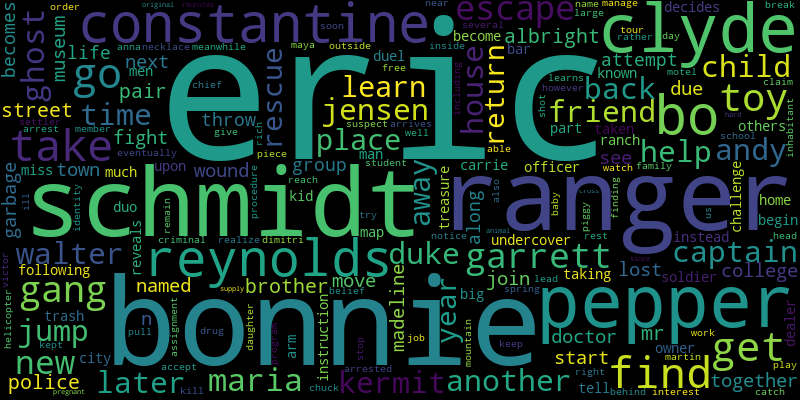 original reunites
becomes order constantine escape clyde
name near large manage
museum life anna necklace meanwhile soon outside become albright tour rather day decides break
ghost go men next chief eric inside bar known attempt child
maya duel several free including back due toy
street pair time rescue learn jensen house return friend bo claim motel
settler throw give rich suspect arrives able shot however learns others inhabitant
take fight member arrest eventually piece place man well part taken ranch help andy hard
garbage miss town much upon wound group student carrie officer see watch family school
ill duo identity schmidt procedure reach kid away treasure along ranger finding baby us challenge home
remain try map also piggy cross begin
walter reveals criminal realize dimitri reynolds duke notice garrett undercover rest instead captain head
following named brother belief move year join lead taking lost soldier animal since college
helicopter victor gang trash n bonnie supply madeline big spring pepper doctor mr dealer
jump kept pull assignment drug daughter program arm instruction stop job mountain keep start owner work martin get play
new city accept chuck arrested right tell find interest together
police later pregnant maria kill kermit another behind catch